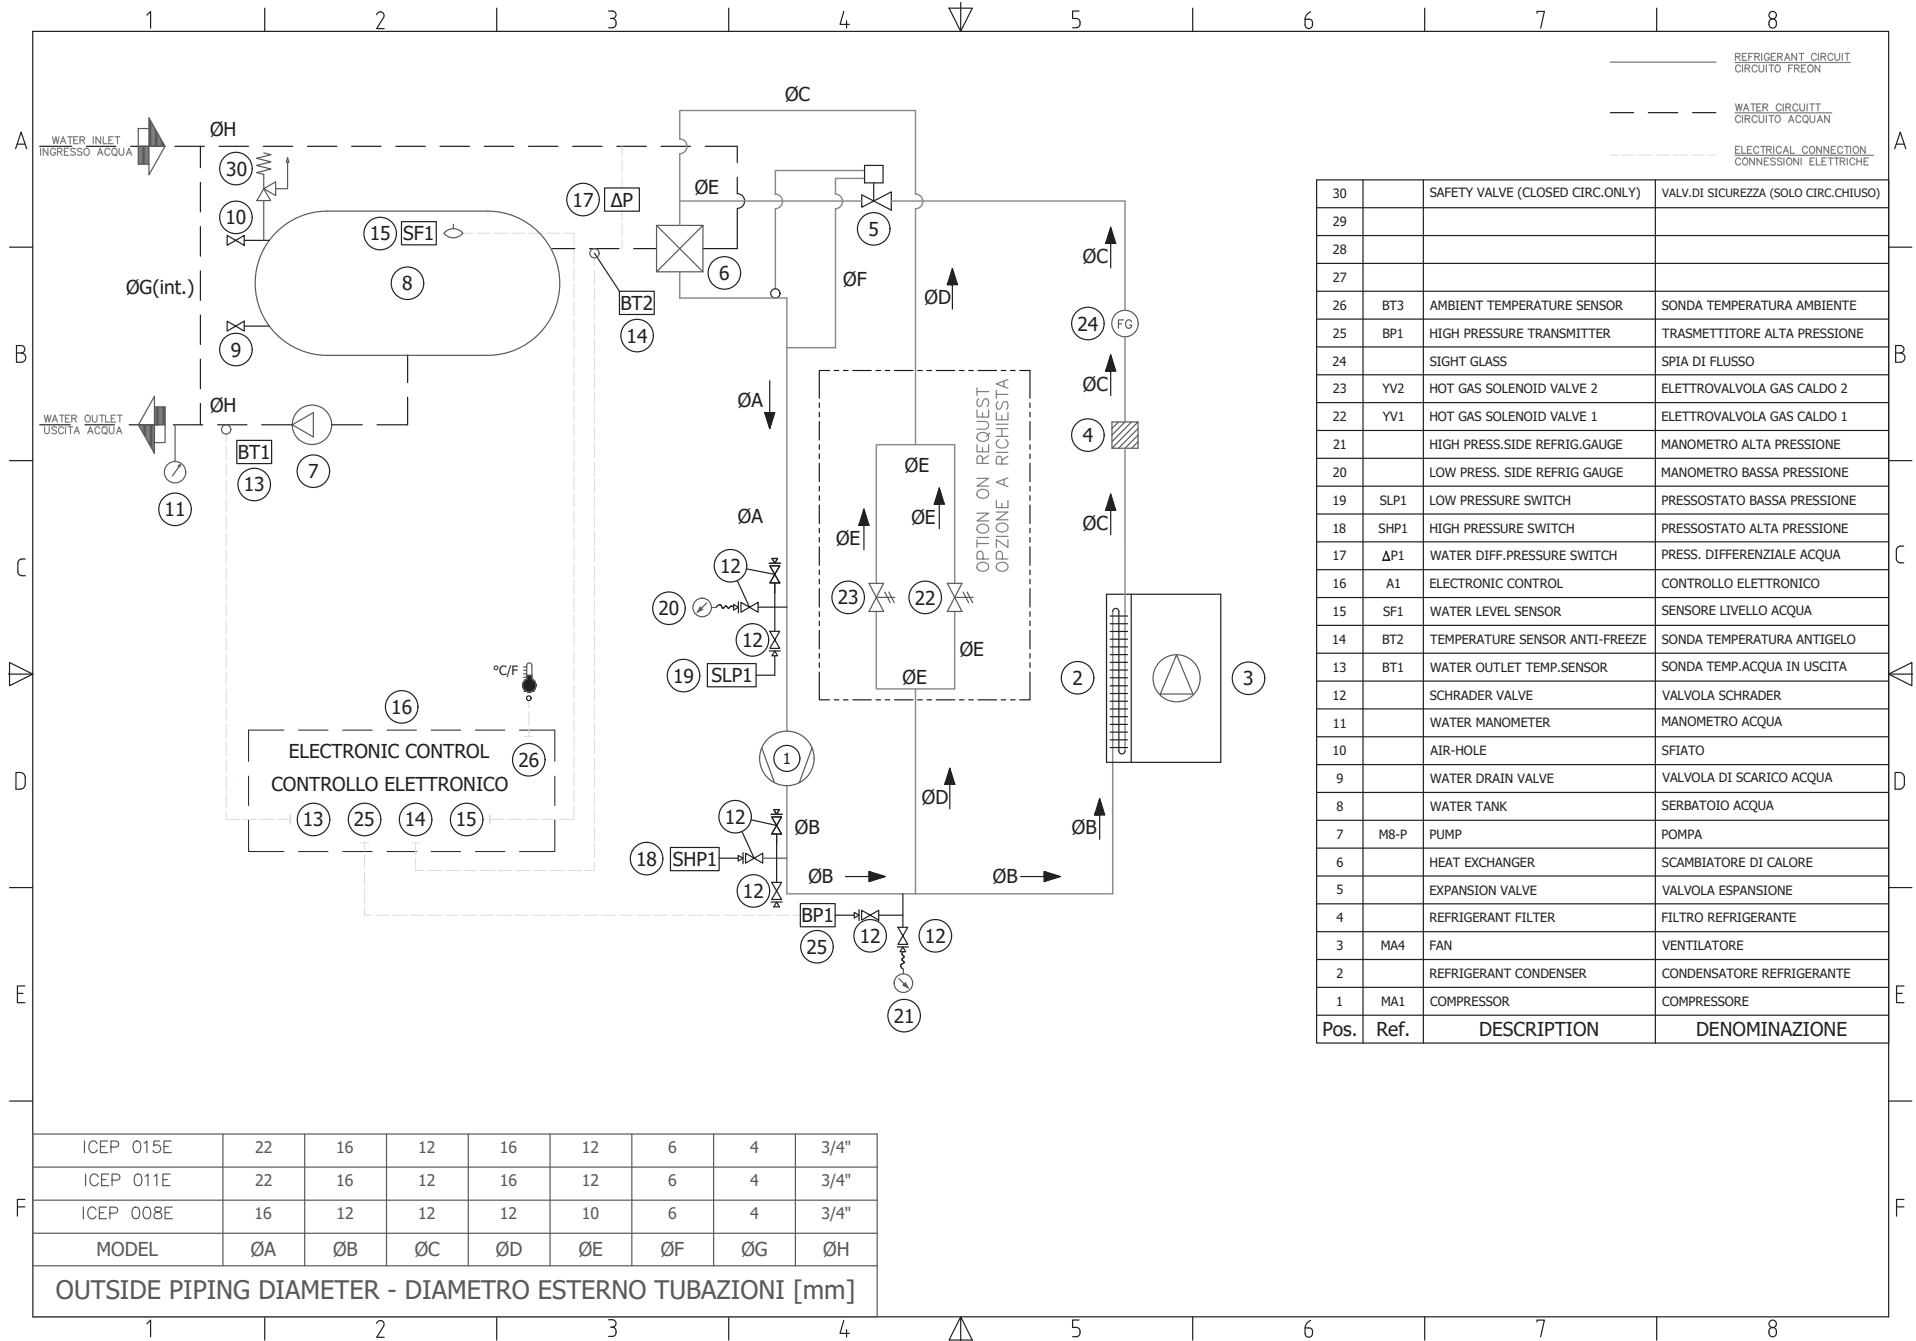 1 2 3 4 5 6 7 8
REFRIGERANT CIRCUIT
CIRCUITO FREON
WATER CIRCUITT
CIRCUITO ACQUAN
ELECTRICAL CONNECTION
CONNESSIONI ELETTRICHE
A
A
WATER INLET
INGRESSO ACQUA
ØH
ØC
30
10
15 SF1
17 ΔP
ØE
5
6
8
ØG(int.)
BT2
14
ØF
ØD
ØC
24 FG
9
B
B
WATER OUTLET
USCITA ACQUA
ØH
BT1
13
7
11
ØA
ØC
4
OPTION ON REQUEST
OPZIONE A RICHIESTA
ØE
ØA
ØE
ØE
ØC
C
C
12
20
23
22
12
ØE
19 SLP1
ØE
2
3
°C/F
16
ELECTRONIC CONTROL
CONTROLLO ELETTRONICO
26
13 25 14 15
1
D
D
ØD
12
ØB
ØB
18 SHP1
12
ØB
ØB
BP1
25
12
12
21
E
E
30 SAFETY VALVE (CLOSED CIRC.ONLY) VALV.DI SICUREZZA (SOLO CIRC.CHIUSO)
29
28
27
26 BT3 AMBIENT TEMPERATURE SENSOR SONDA TEMPERATURA AMBIENTE
25 BP1 HIGH PRESSURE TRANSMITTER TRASMETTITORE ALTA PRESSIONE
24 SIGHT GLASS SPIA DI FLUSSO
23 YV2 HOT GAS SOLENOID VALVE 2 ELETTROVALVOLA GAS CALDO 2
22 YV1 HOT GAS SOLENOID VALVE 1 ELETTROVALVOLA GAS CALDO 1
21 HIGH PRESS.SIDE REFRIG.GAUGE MANOMETRO ALTA PRESSIONE
20 LOW PRESS. SIDE REFRIG GAUGE MANOMETRO BASSA PRESSIONE
19 SLP1 LOW PRESSURE SWITCH PRESSOSTATO BASSA PRESSIONE
18 SHP1 HIGH PRESSURE SWITCH PRESSOSTATO ALTA PRESSIONE
17 ΔP1 WATER DIFF.PRESSURE SWITCH PRESS. DIFFERENZIALE ACQUA
16 A1 ELECTRONIC CONTROL CONTROLLO ELETTRONICO
15 SF1 WATER LEVEL SENSOR SENSORE LIVELLO ACQUA
14 BT2 TEMPERATURE SENSOR ANTI-FREEZE SONDA TEMPERATURA ANTIGELO
13 BT1 WATER OUTLET TEMP.SENSOR SONDA TEMP.ACQUA IN USCITA
12 SCHRADER VALVE VALVOLA SCHRADER
11 WATER MANOMETER MANOMETRO ACQUA
10 AIR-HOLE SFIATO
9 WATER DRAIN VALVE VALVOLA DI SCARICO ACQUA
8 WATER TANK SERBATOIO ACQUA
7 M8-P PUMP POMPA
6 HEAT EXCHANGER SCAMBIATORE DI CALORE
5 EXPANSION VALVE VALVOLA ESPANSIONE
4 REFRIGERANT FILTER FILTRO REFRIGERANTE
3 MA4 FAN VENTILATORE
2 REFRIGERANT CONDENSER CONDENSATORE REFRIGERANTE
1 MA1 COMPRESSOR COMPRESSORE
Pos. Ref. DESCRIPTION DENOMINAZIONE
F
F
ICEP 015E 22 16 12 16 12 6 4 3/4"
ICEP 011E 22 16 12 16 12 6 4 3/4"
ICEP 008E 16 12 12 12 10 6 4 3/4"
MODEL ØA ØB ØC ØD ØE ØF ØG ØH
OUTSIDE PIPING DIAMETER - DIAMETRO ESTERNO TUBAZIONI [mm]
1 2 3 4 5 6 7 8